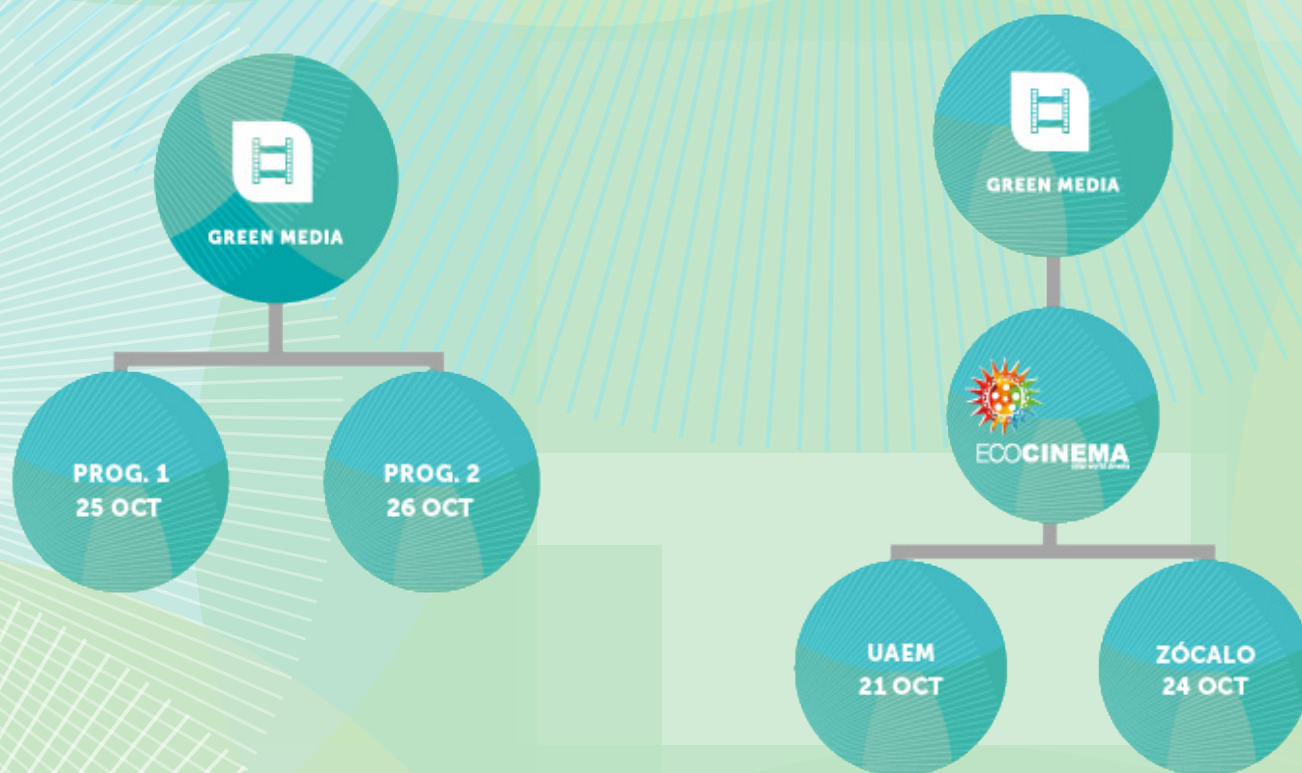 GREEN MEDIA
PROG. 1
25 OCT
PROG. 2
26 OCT
GREEN MEDIA
ECOCINEMA
UAEM
21 OCT
ZÓCALO
24 OCT